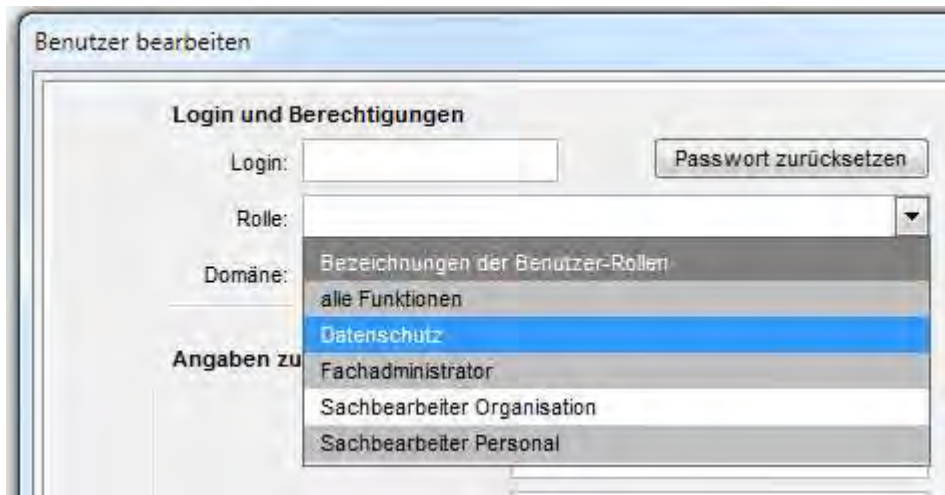 Benutzer bearbeiten
Login und Berechtigungen
Login:
Passwort zurücksetzen
Rolle:
Domäne:
Bezeichnungen der Benutzer-Rollen
alle Funktionen
Datenschutz
Angaben zu
Fachadministrator
Sachbearbeiter Organisation
Sachbearbeiter Personal